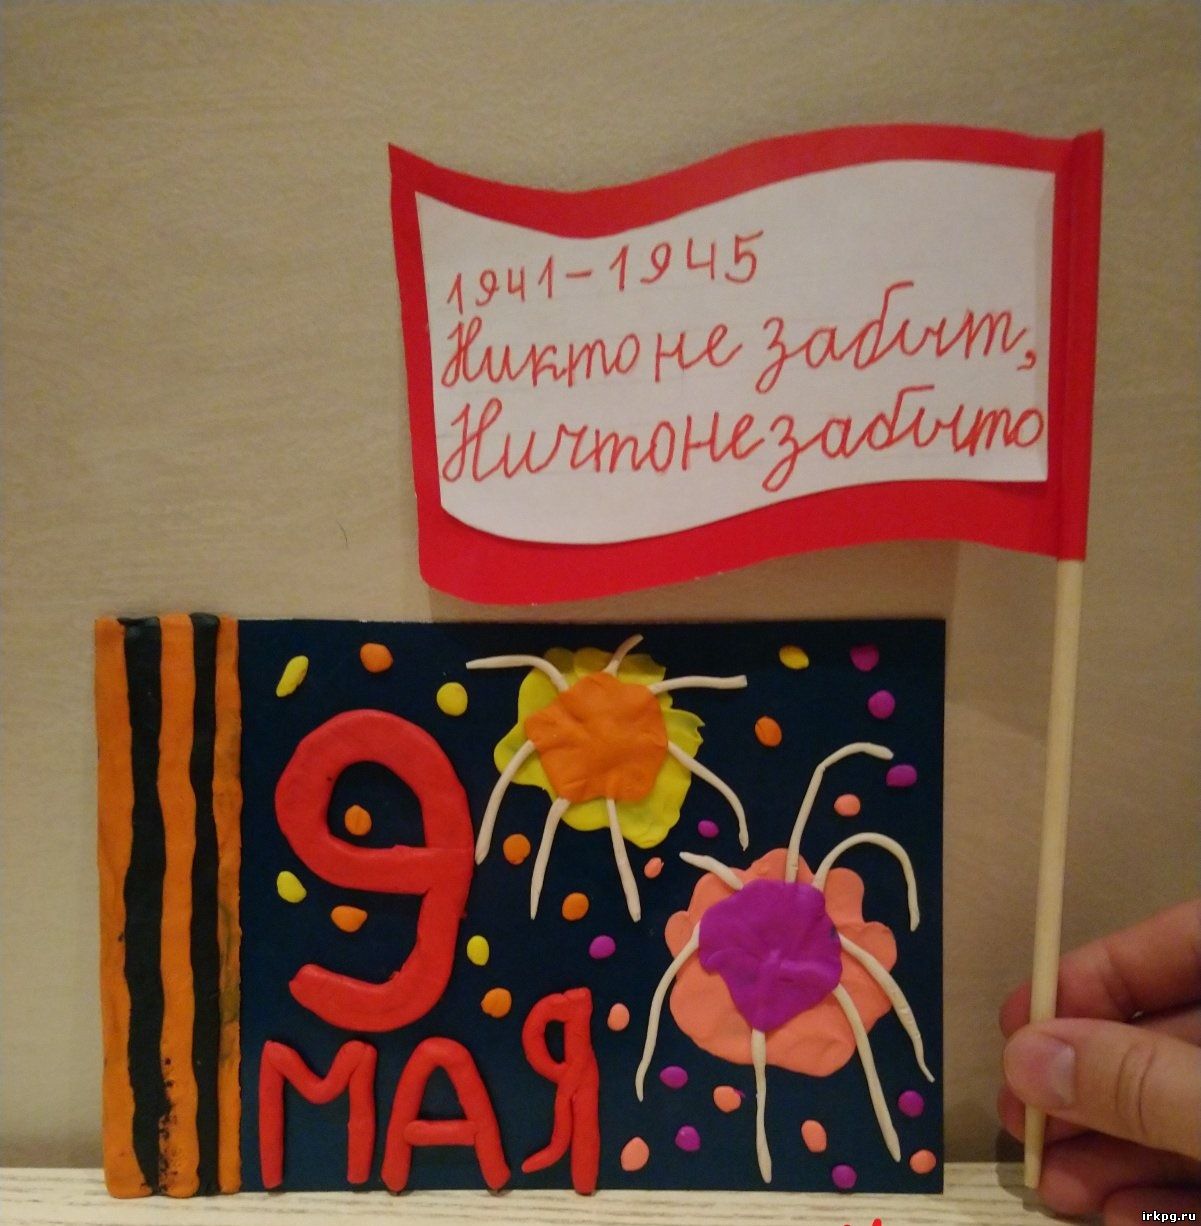 1941-1945
Никто не забыт,
Ничто не забыто
9
МАЯ
irkpg.ru